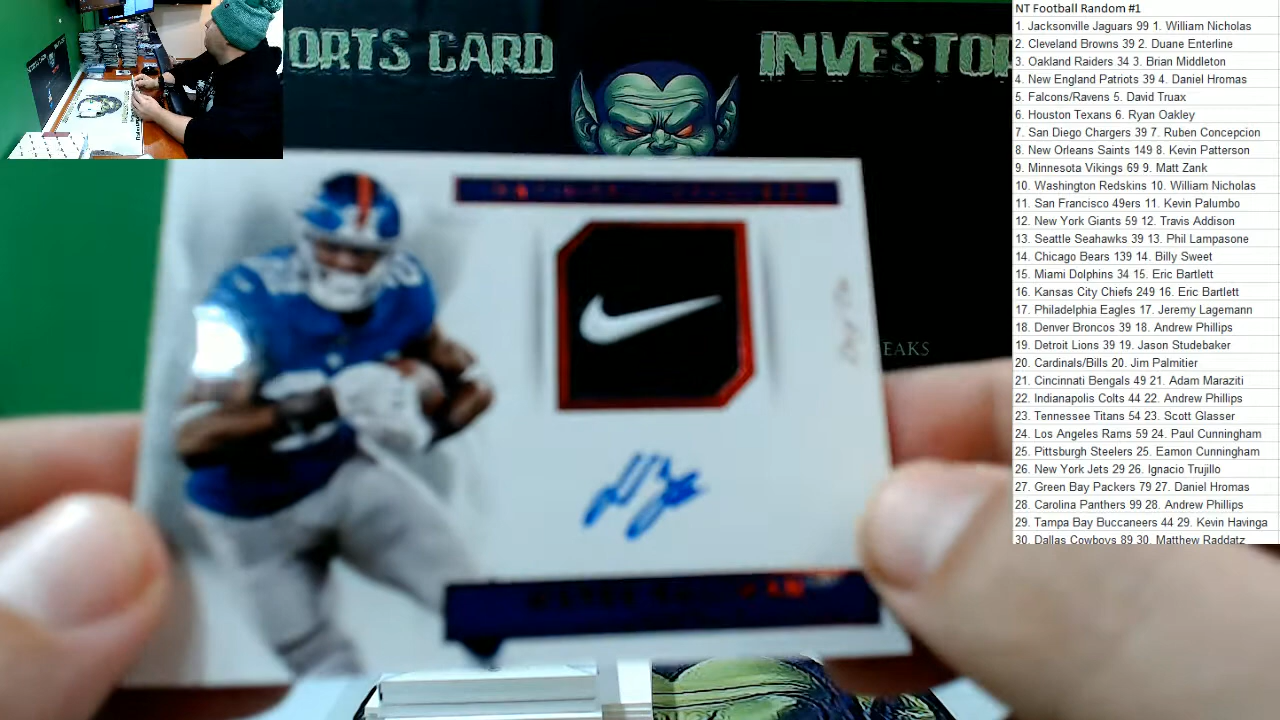 ORTS CARD
INVESTO
EAKS
NT Football Random #1
1. Jacksonville Jaguars 99 1. William Nicholas
2. Cleveland Browns 39 2. Duane Enterline
3. Oakland Raiders 34 3. Brian Middleton
4. New England Patriots 39 4. Daniel Hromas
5. Falcons/Ravens 5. David Truax
6. Houston Texans 6. Ryan Oakley
7. San Diego Chargers 39 7. Ruben Concepcion
8. New Orleans Saints 149 8. Kevin Patterson
9. Minnesota Vikings 69 9. Matt Zank
10. Washington Redskins 10. William Nicholas
11. San Francisco 49ers 11. Kevin Palumbo
12. New York Giants 59 12. Travis Addison
13. Seattle Seahawks 39 13. Phil Lampasone
14. Chicago Bears 139 14. Billy Sweet
15. Miami Dolphins 34 15. Eric Bartlett
16. Kansas City Chiefs 249 16. Eric Bartlett
17. Philadelphia Eagles 17. Jeremy Lagemann
18. Denver Broncos 39 18. Andrew Phillips
19. Detroit Lions 39 19. Jason Studebaker
20. Cardinals/Bills 20. Jim Palmitier
21. Cincinnati Bengals 49 21. Adam Maraziti
22. Indianapolis Colts 44 22. Andrew Phillips
23. Tennessee Titans 54 23. Scott Glasser
24. Los Angeles Rams 59 24. Paul Cunningham
25. Pittsburgh Steelers 25. Eamon Cunningham
26. New York Jets 29 26. Ignacio Trujillo
27. Green Bay Packers 79 27. Daniel Hromas
28. Carolina Panthers 99 28. Andrew Phillips
29. Tampa Bay Buccaneers 44 29. Kevin Havinga
30. Dallas Cowboys 89 30. Matthew Raddatz